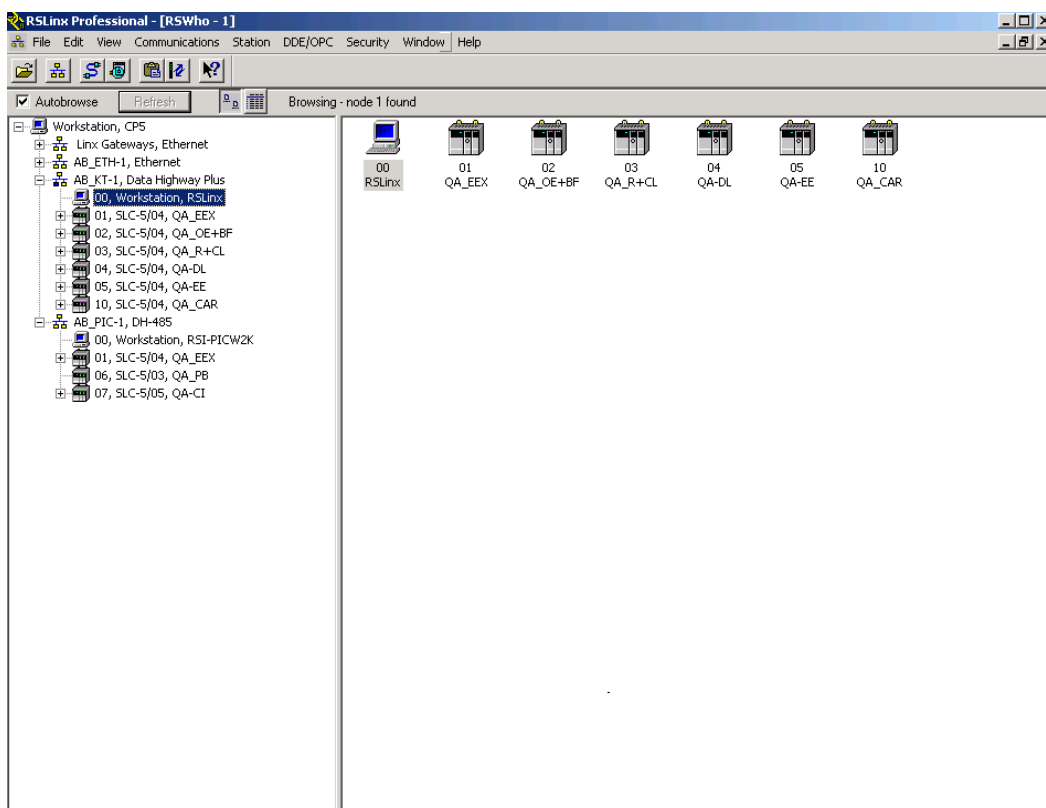 RSLinx Professional - [RSWho - 1]
File Edit View Communications Station DDE/OPC Security Window Help
Autobrowse Refresh Browsing - node 1 found
Workstation, CP5
Linx Gateways, Ethernet
AB_ETH-1, Ethernet
AB_KT-1, Data Highway Plus
00, Workstation, RSLinx
01, SLC-5/04, QA_EEX
02, SLC-5/04, QA_OE+BF
03, SLC-5/04, QA_R+CL
04, SLC-5/04, QA-DL
05, SLC-5/04, QA-EE
10, SLC-5/04, QA_CAR
AB_PIC-1, DH-485
00, Workstation, RSI-PICW2K
01, SLC-5/04, QA_EEX
06, SLC-5/03, QA_PB
07, SLC-5/05, QA-CI
00 01 02 03 04 05 10
RSLinx QA_EEX QA_OE+BF QA_R+CL QA-DL QA-EE QA_CAR